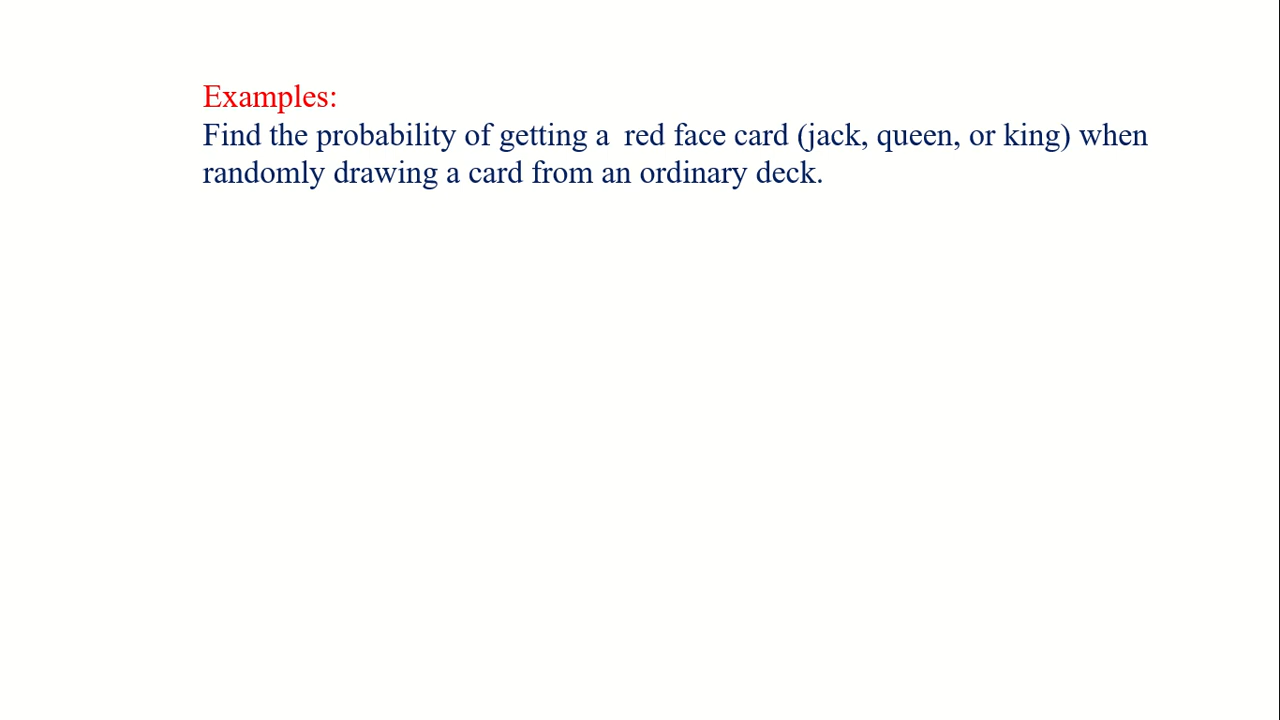 Examples:
Find the probability of getting a  red face card (jack, queen, or king) when
randomly drawing a card from an ordinary deck.